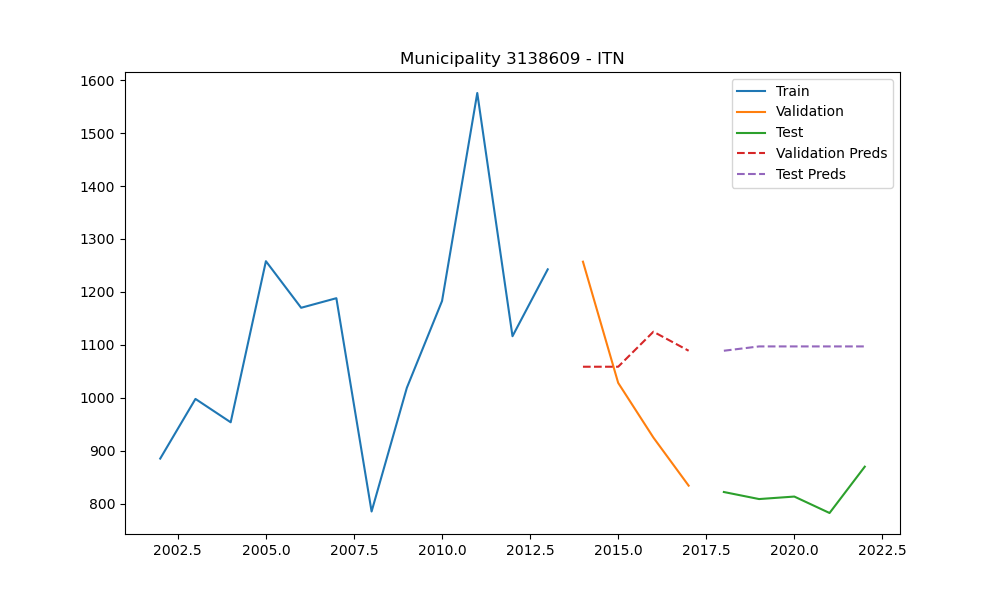 Municipality 3138609 - ITN
1600
1500
1400
1300
1200
1100
1000
900
800
2002.5 2005.0 2007.5 2010.0 2012.5 2015.0 2017.5 2020.0 2022.5
Train
Validation
Test
Validation Preds
Test Preds